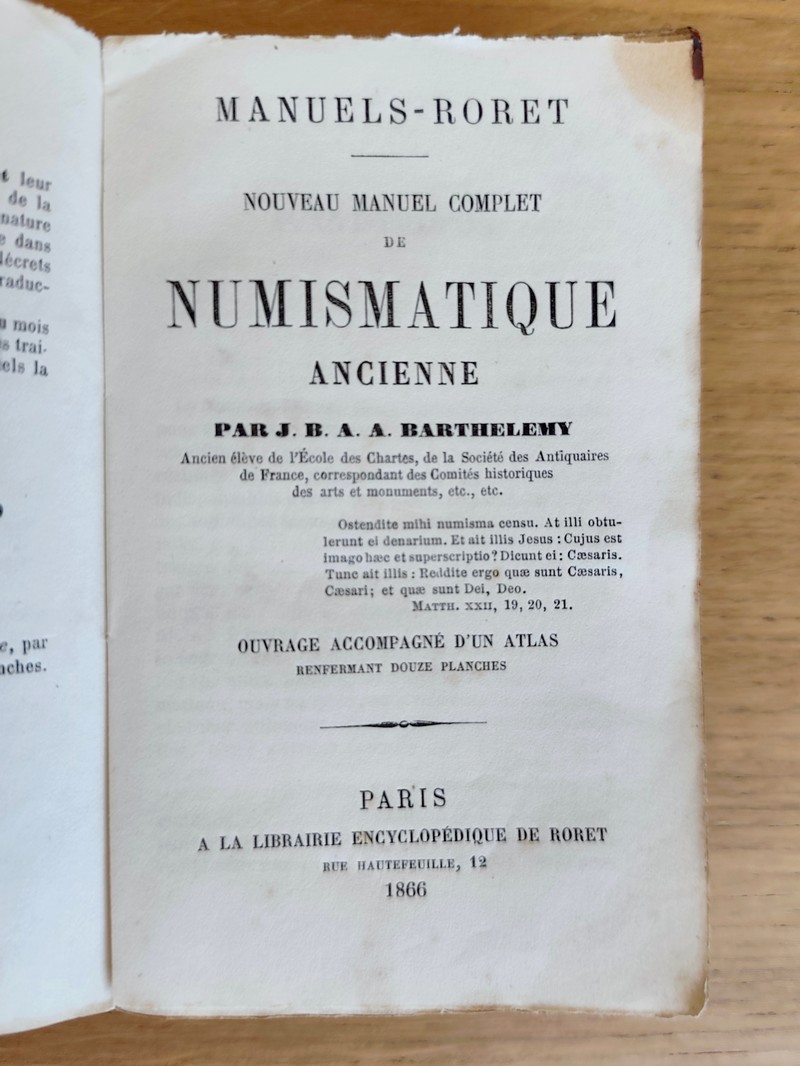 t leur
de la
nature
e dans
décrets
raduc-
u mois
s trai-
els la
e, par
nches.
MANUELS-RORET
NOUVEAU MANUEL COMPLET
DE
NUMISMATIQUE
ANCIENNE
PAR J. B. A. A. BARTHELEMY
Ancien élève de l'École des Chartes, de la Société des Antiquaires
de France, correspondant des Comités historiques
des arts et monuments, etc., etc.
Ostendite mihi numisma censu. At illi obtu-
lerunt ei denarium. Et ait illis Jesus : Cujus est
imago hæc et superscriptio? Dicunt ei : Cæsaris.
Tunc ait illis : Reddite ergo quæ sunt Cæsaris,
Cæsari; et quæ sunt Dei, Deo.
MATTH. XXII, 19, 20, 21.
OUVRAGE ACCOMPAGNÉ D'UN ATLAS
RENFERMANT DOUZE PLANCHES
PARIS
A LA LIBRAIRIE ENCYCLOPÉDIQUE DE RORET
RUE HAUTEFEUILLE, 12
1866